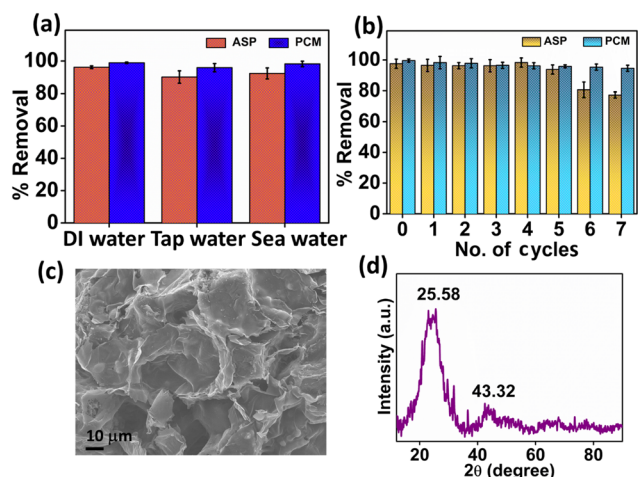 (a)
ASP PCM
% Removal
100
80
60
40
20
0
DI water Tap water Sea water
(b)
ASP PCM
% Removal
100
80
60
40
20
0
0 1 2 3 4 5 6 7
No. of cycles
(c)
10 μm
(d)
25.58
43.32
Intensity (a.u.)
20 40 60 80
2θ (degree)